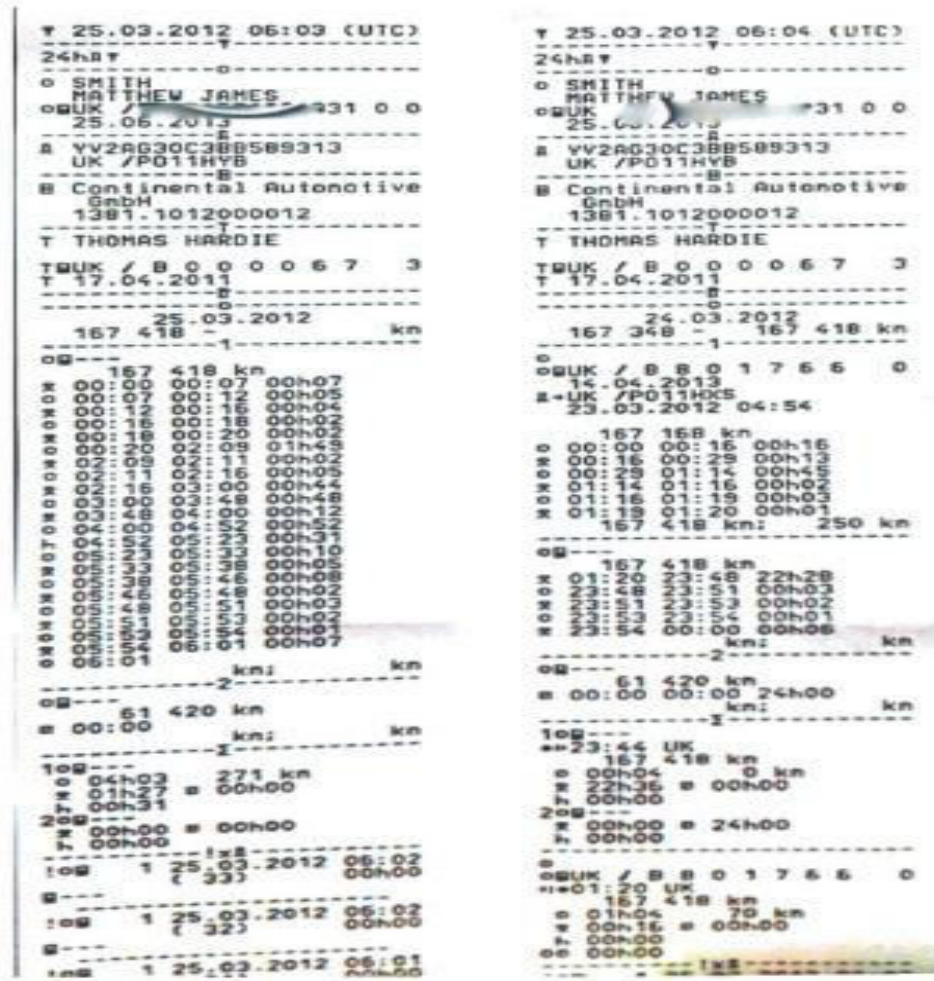 25.03.2012 06:03 (UTC)
24h
SMITH
MATTHEW JAMES
UK / 931 0 0
25.06.2013
YV2AG30C3BB589313
UK /PO11HYB
B Continental Automotive
GmbH
1381.1012000012
T THOMAS HARDIE
T UK / B 0 0 0 0 6 7 3
T 17.04.2011
25.03.2012
167 418 - km
1
---
167 418 km
00:00 00:07 00h07
00:07 00:12 00h05
00:12 00:16 00h04
00:16 00:18 00h02
00:18 00:20 00h02
00:20 02:09 01h49
02:09 02:11 00h02
02:11 02:16 00h05
02:16 03:00 00h44
03:00 03:48 00h48
03:48 04:00 00h12
04:00 04:52 00h52
04:52 05:23 00h31
05:23 05:33 00h10
05:33 05:38 00h05
05:38 05:46 00h08
05:46 05:48 00h02
05:48 05:51 00h03
05:51 05:53 00h02
05:53 05:54 00h01
05:54 06:01 00h07
06:01
km; km
2
---
61 420 km
00:00
km; km
Σ
1 ---
04h03 271 km
01h27 00h00
00h31
2 ---
00h00 00h00
00h00
! 1 25.03.2012 06:02
( 33) 00h00
---
! 1 25.03.2012 06:02
( 32) 00h00
---
! 1 25.03.2012 06:01
25.03.2012 06:04 (UTC)
24h
SMITH
MATTHEW JAMES
UK 31 0 0
YV2AG30C3BB589313
UK /PO11HYB
B Continental Automotive
GmbH
1381.1012000012
T THOMAS HARDIE
T UK / B 0 0 0 0 6 7 3
T 17.04.2011
24.03.2012
167 348 - 167 418 km
1
UK / B B 0 1 7 6 6 0
14.04.2013
UK /PO11HXS
23.03.2012 04:54
167 168 km
00:00 00:16 00h16
00:16 00:29 00h13
00:29 01:14 00h45
01:14 01:16 00h02
01:16 01:19 00h03
01:19 01:20 00h01
167 418 km; 250 km
---
167 418 km
01:20 23:48 22h28
23:48 23:51 00h03
23:51 23:53 00h02
23:53 23:54 00h01
23:54 00:00 00h06
km; km
2
---
61 420 km
00:00 00:00 24h00
km; km
Σ
1 ---
23:44 UK
167 418 km
00h04 0 km
22h36 00h00
00h00
2 ---
00h00 24h00
00h00
UK / B B 0 1 7 6 6 0
01:20 UK
167 418 km
01h04 70 km
00h16 00h00
00h00
00h00